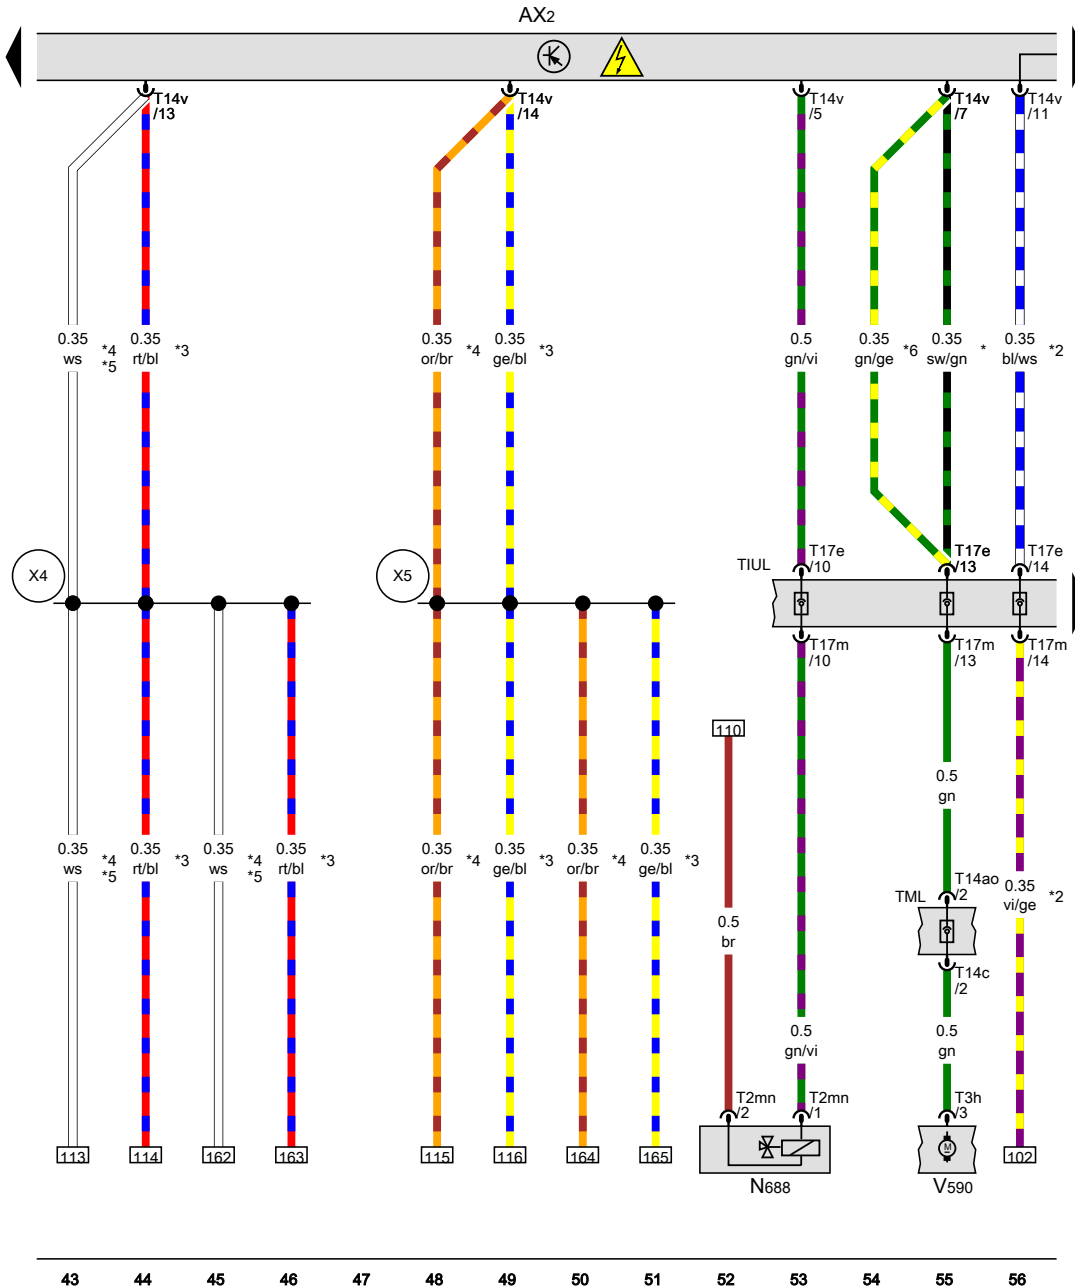 AX2
T14v /13
T14v /14
T14v /5
T14v /7
T14v /11
0.35 ws *4 *5
0.35 rt/bl *3
0.35 or/br *4
0.35 ge/bl *3
0.5 gn/vi
0.35 gn/ge *6
0.35 sw/gn *
0.35 bl/ws *2
X4
X5
TIUL
T17e /10
T17e /13
T17e /14
T17m /10
T17m /13
T17m /14
110
0.5 gn
0.35 ws *4 *5
0.35 rt/bl *3
0.35 ws *4 *5
0.35 rt/bl *3
0.35 or/br *4
0.35 ge/bl *3
0.35 or/br *4
0.35 ge/bl *3
0.5 br
TML
T14ao /2
0.35 vi/ge *2
T14c /2
0.5 gn/vi
0.5 gn
T2mn /2
T2mn /1
T3h /3
M
113
114
162
163
115
116
164
165
102
N688
V590
43 44 45 46 47 48 49 50 51 52 53 54 55 56